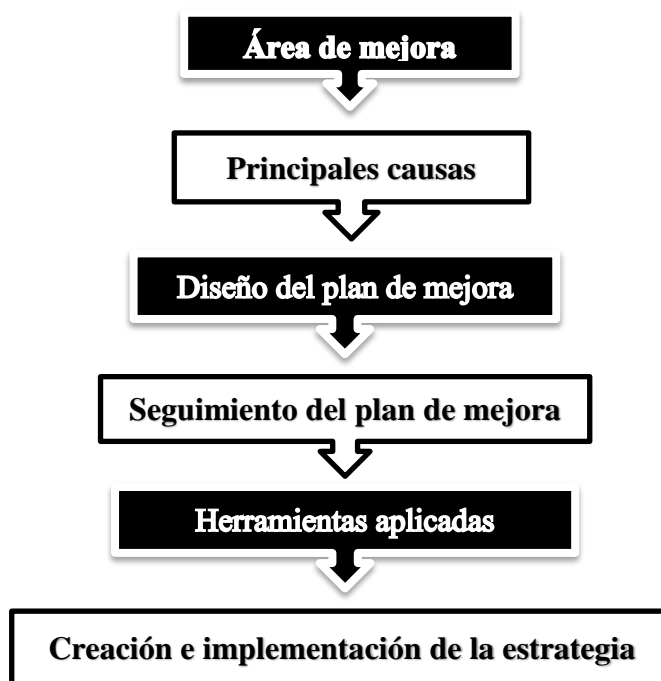 Área de mejora
Principales causas
Diseño del plan de mejora
Seguimiento del plan de mejora
Herramientas aplicadas
Creación e implementación de la estrategia